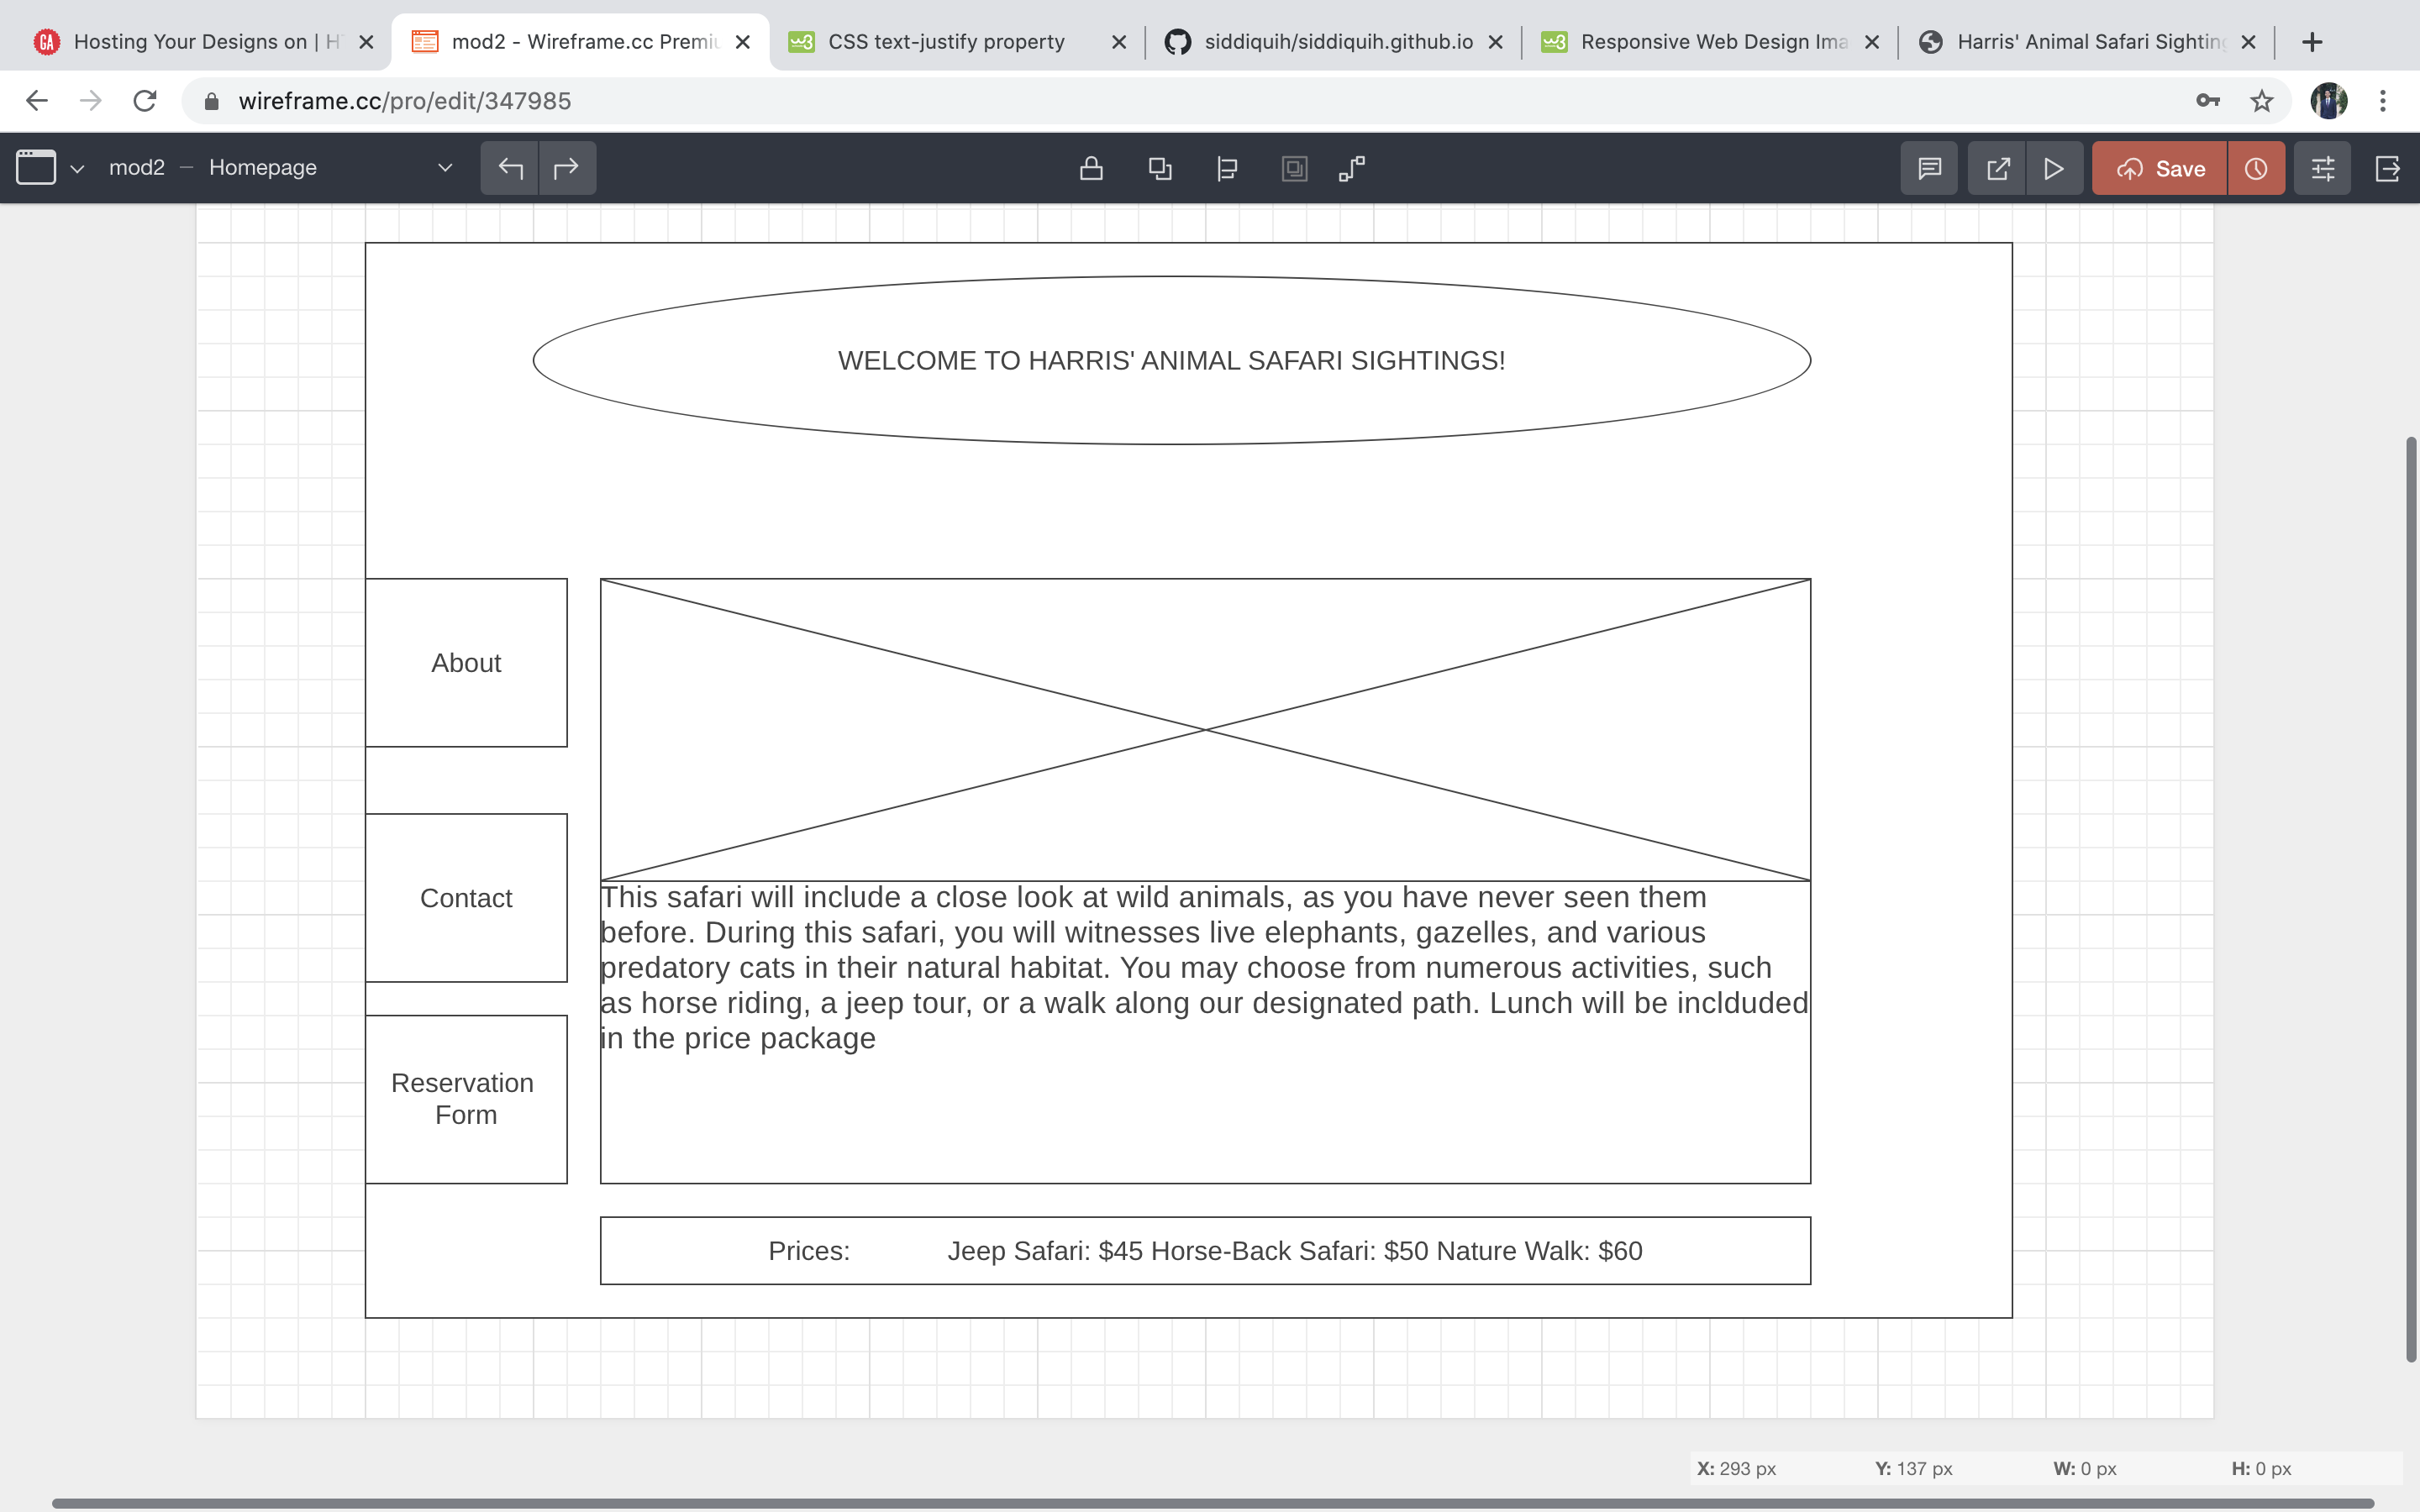 Hosting Your Designs on | H
mod2 - Wireframe.cc Premiu
CSS text-justify property
siddiquih/siddiquih.github.io
Responsive Web Design Ima
Harris' Animal Safari Sighting
wireframe.cc/pro/edit/347985
mod2 – Homepage
Save
WELCOME TO HARRIS' ANIMAL SAFARI SIGHTINGS!
About
Contact
Reservation
Form
This safari will include a close look at wild animals, as you have never seen them
before. During this safari, you will witnesses live elephants, gazelles, and various
predatory cats in their natural habitat. You may choose from numerous activities, such
as horse riding, a jeep tour, or a walk along our designated path. Lunch will be inclduded
in the price package
Prices: Jeep Safari: $45 Horse-Back Safari: $50 Nature Walk: $60
X: 293 px Y: 137 px W: 0 px H: 0 px